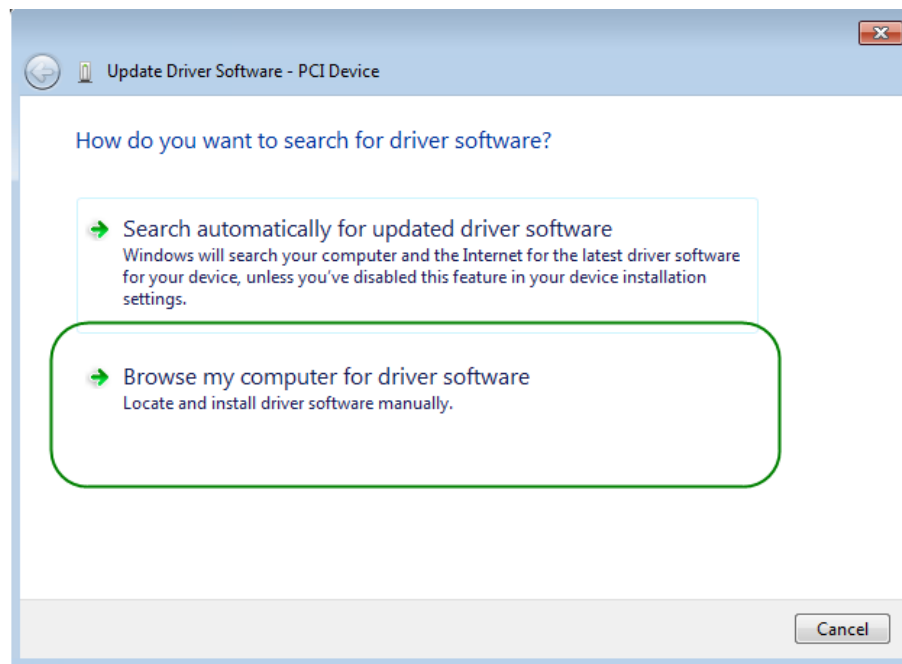 Update Driver Software - PCI Device
How do you want to search for driver software?
Search automatically for updated driver software
Windows will search your computer and the Internet for the latest driver software
for your device, unless you've disabled this feature in your device installation
settings.
Browse my computer for driver software
Locate and install driver software manually.
Cancel